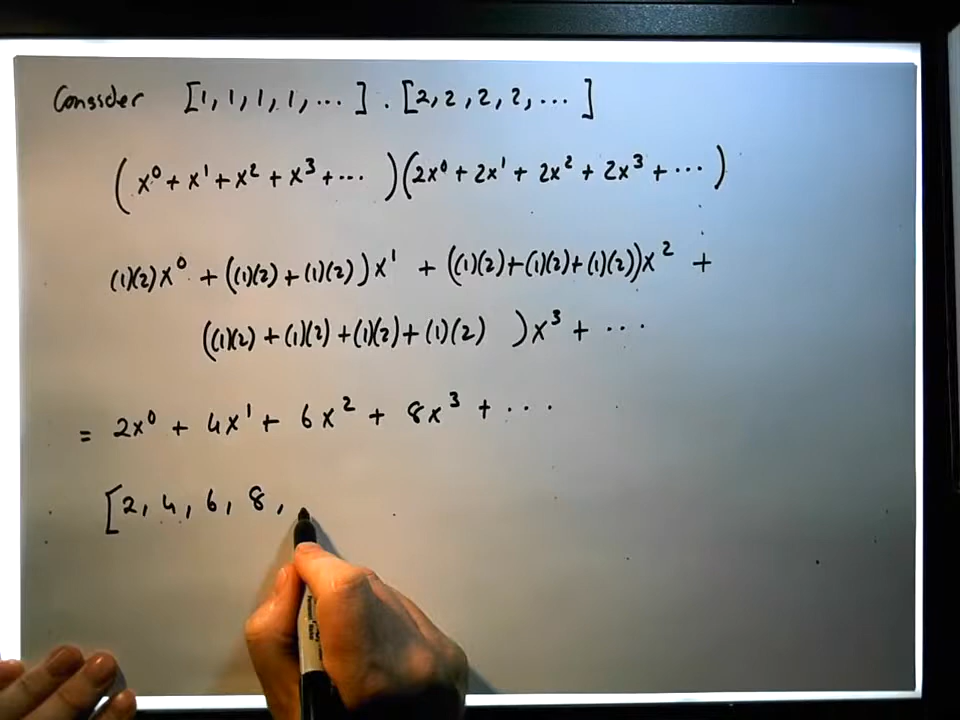 Consider [1, 1, 1, 1, ... ] . [2, 2, 2, 2, ... ]
(x⁰ + x¹ + x² + x³ + ... )(2x⁰ + 2x¹ + 2x² + 2x³ + ... )
(1)(2)x⁰ + ((1)(2) + (1)(2))x¹ + ((1)(2)+(1)(2)+(1)(2))x² +
((1)(2) + (1)(2) + (1)(2) + (1)(2) )x³ + ...
= 2x⁰ + 4x¹ + 6x² + 8x³ + ...
[2, 4, 6, 8,